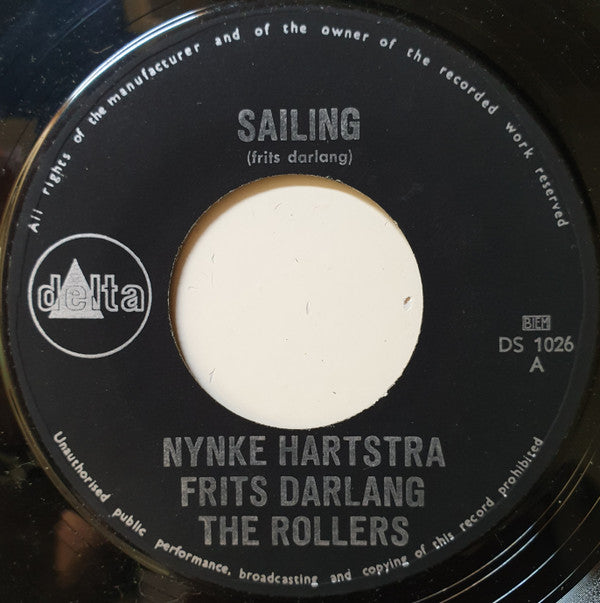 All rights of the manufacturer and of the owner of the recorded work reserved
SAILING
(frits darlang)
delta
BIEM
DS 1026
A
NYNKE HARTSTRA
FRITS DARLANG
THE ROLLERS
Unauthorised public performance, broadcasting and copying of this record prohibited